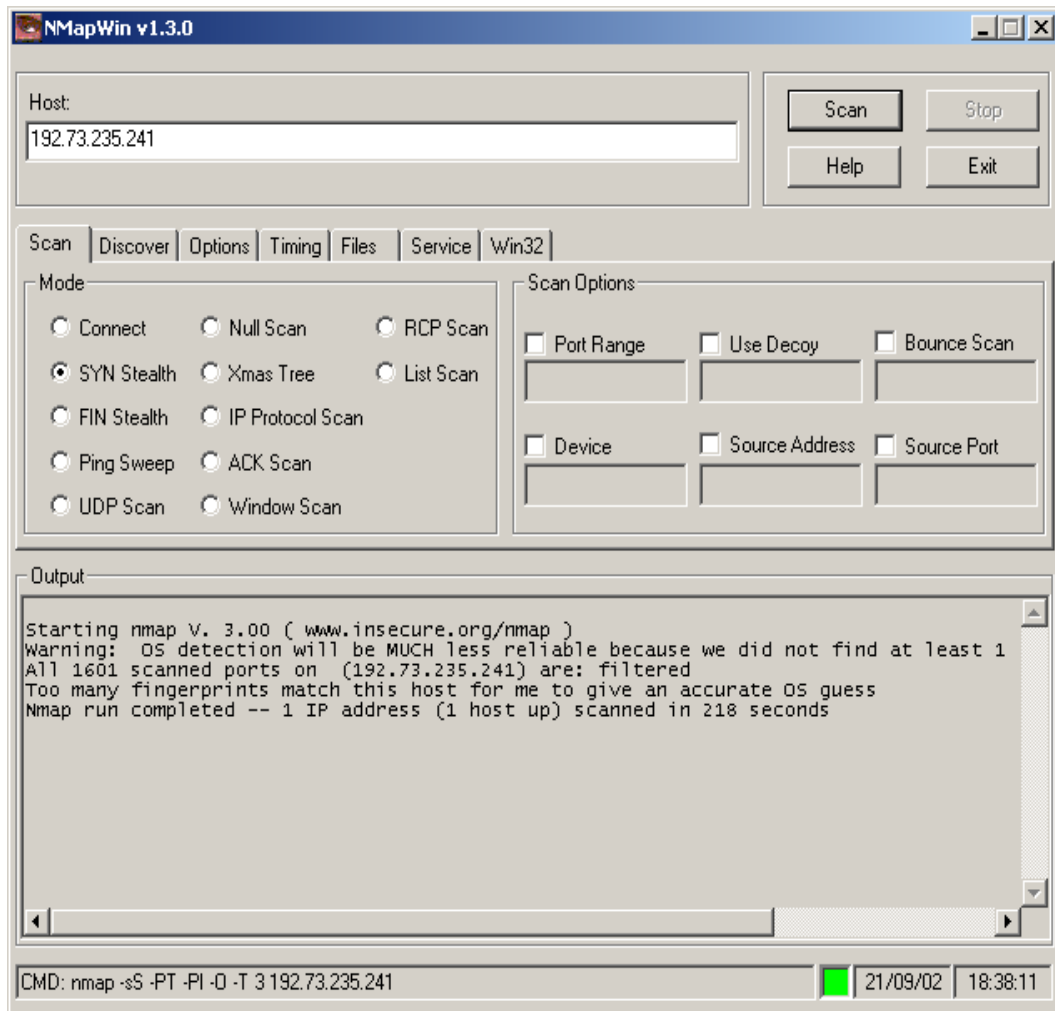 NMapWin v1.3.0
Host:
192.73.235.241
Scan Stop
Help Exit
Scan Discover Options Timing Files Service Win32
Mode
Connect Null Scan RCP Scan
SYN Stealth Xmas Tree List Scan
FIN Stealth IP Protocol Scan
Ping Sweep ACK Scan
UDP Scan Window Scan
Scan Options
Port Range Use Decoy Bounce Scan
Device Source Address Source Port
Output
Starting nmap V. 3.00 ( www.insecure.org/nmap )
Warning:  OS detection will be MUCH less reliable because we did not find at least 1
All 1601 scanned ports on  (192.73.235.241) are: filtered
Too many fingerprints match this host for me to give an accurate OS guess
Nmap run completed -- 1 IP address (1 host up) scanned in 218 seconds
CMD: nmap -sS -PT -PI -O -T 3 192.73.235.241 21/09/02 18:38:11